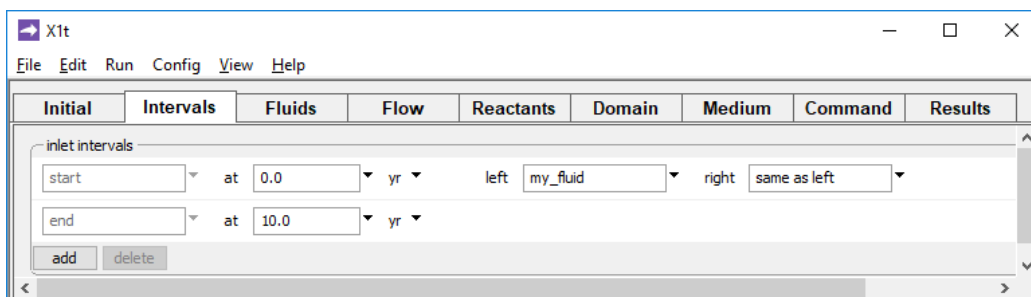 X1t
File Edit Run Config View Help
Initial Intervals Fluids Flow Reactants Domain Medium Command Results
inlet intervals
start at 0.0 yr left my_fluid right same as left
end at 10.0 yr
add delete